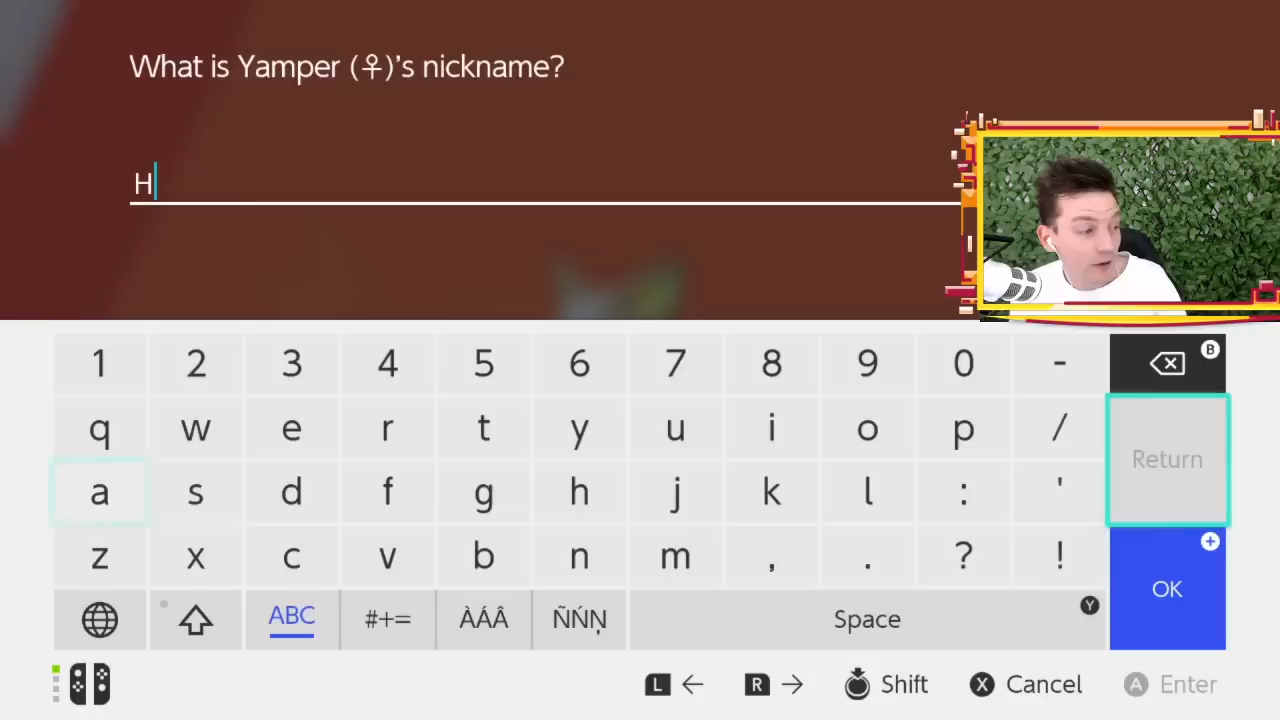 What is Yamper (♀)'s nickname?
H
1 2 3 4 5 6 7 8 9 0 - B
q w e r t y u i o p / Return
a s d f g h j k l : '
z x c v b n m , . ? ! + OK
ABC #+= ÀÁÂ ÑŃŅ Space Y
L ← R → Shift X Cancel A Enter